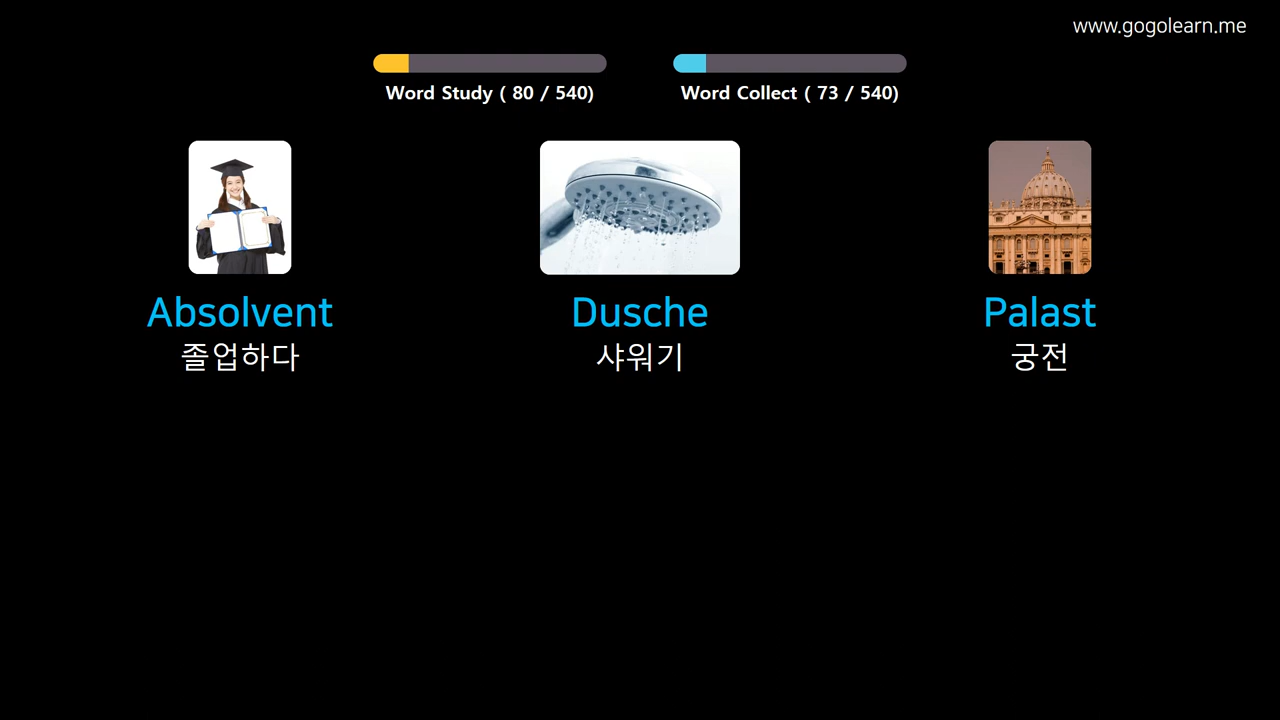 www.gogolearn.me
Word Study ( 80 / 540)
Word Collect ( 73 / 540)
Absolvent
졸업하다
Dusche
샤워기
Palast
궁전